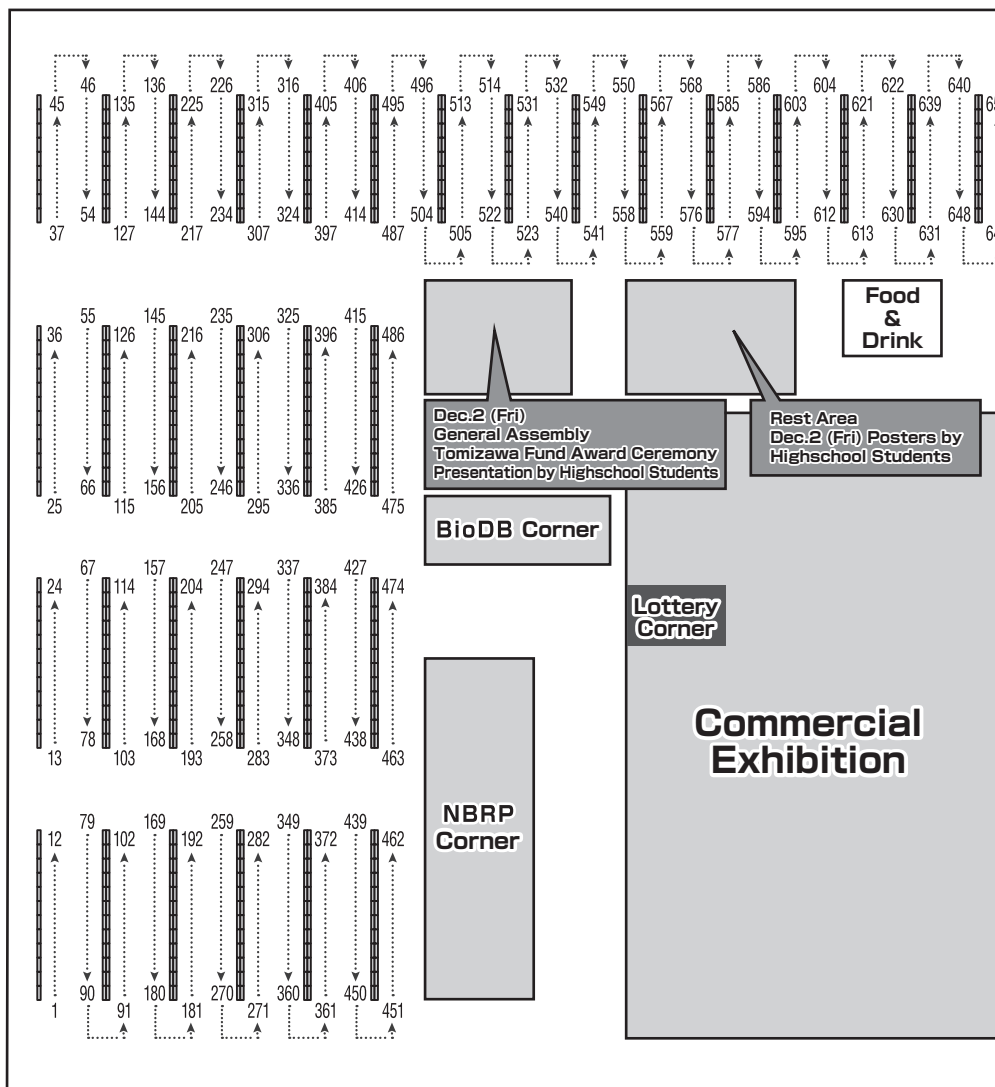 46 136 226 316 406 496 514 532 550 568 586 604 622 640
45 135 225 315 405 495 513 531 549 567 585 603 621 639
54 144 234 324 414 504 522 540 558 576 594 612 630 648
37 127 217 307 397 487 505 523 541 559 577 595 613 631
55 145 235 325 415
36 126 216 306 396 486
66 156 246 336 426
25 115 205 295 385 475
67 157 247 337 427
24 114 204 294 384 474
78 168 258 348 438
13 103 193 283 373 463
79 169 259 349 439
12 102 192 282 372 462
90 180 270 360 450
1 91 181 271 361 451
Food
&
Drink
Dec.2 (Fri)
General Assembly
Tomizawa Fund Award Ceremony
Presentation by Highschool Students
Rest Area
Dec.2 (Fri) Posters by
Highschool Students
BioDB Corner
Lottery
Corner
Commercial
Exhibition
NBRP
Corner